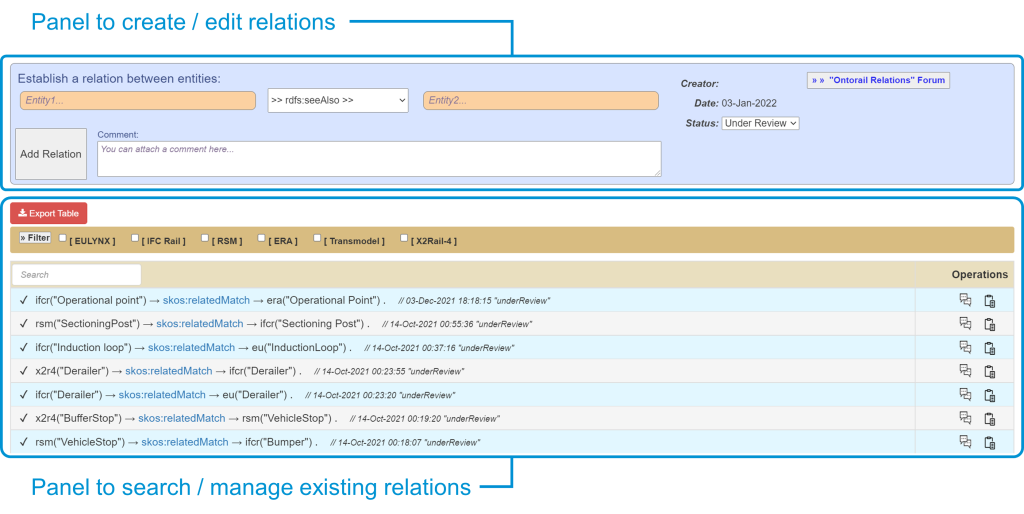 Panel to create / edit relations
Establish a relation between entities:
Entity1...
>> rdfs:seeAlso >>
Entity2...
Creator:
» » "Ontorail Relations" Forum
Date: 03-Jan-2022
Status: Under Review
Add Relation
Comment:
You can attach a comment here...
Export Table
» Filter [ EULYNX ] [ IFC Rail ] [ RSM ] [ ERA ] [ Transmodel ] [ X2Rail-4 ]
Search
Operations
✓ ifcr("Operational point") → skos:relatedMatch → era("Operational Point") . // 03-Dec-2021 18:18:15 "underReview"
✓ rsm("SectioningPost") → skos:relatedMatch → ifcr("Sectioning Post") . // 14-Oct-2021 00:55:36 "underReview"
✓ ifcr("Induction loop") → skos:relatedMatch → eu("InductionLoop") . // 14-Oct-2021 00:37:16 "underReview"
✓ x2r4("Derailer") → skos:relatedMatch → ifcr("Derailer") . // 14-Oct-2021 00:23:55 "underReview"
✓ ifcr("Derailer") → skos:relatedMatch → eu("Derailer") . // 14-Oct-2021 00:23:20 "underReview"
✓ x2r4("BufferStop") → skos:relatedMatch → rsm("VehicleStop") . // 14-Oct-2021 00:19:20 "underReview"
✓ rsm("VehicleStop") → skos:relatedMatch → ifcr("Bumper") . // 14-Oct-2021 00:18:07 "underReview"
Panel to search / manage existing relations